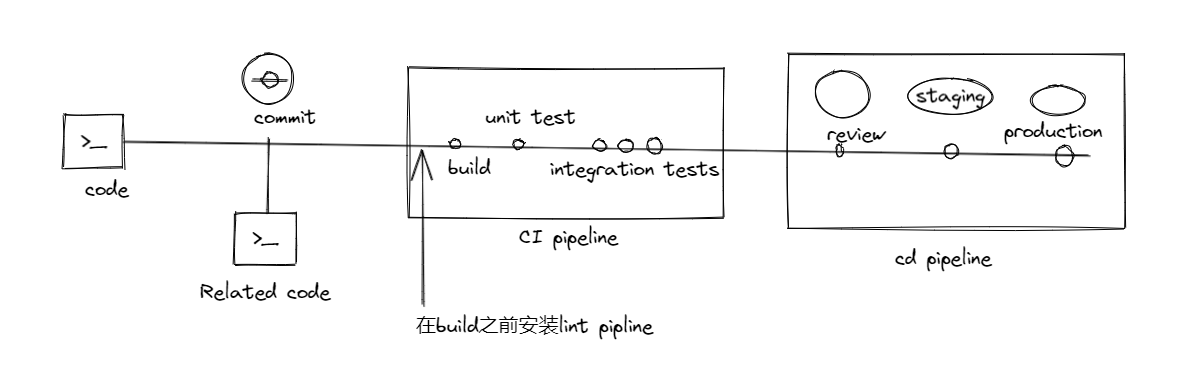 >_
code
commit
>_
Related code
unit test
build
integration tests
CI pipeline
在build之前安装lint pipline
staging
review
production
cd pipeline